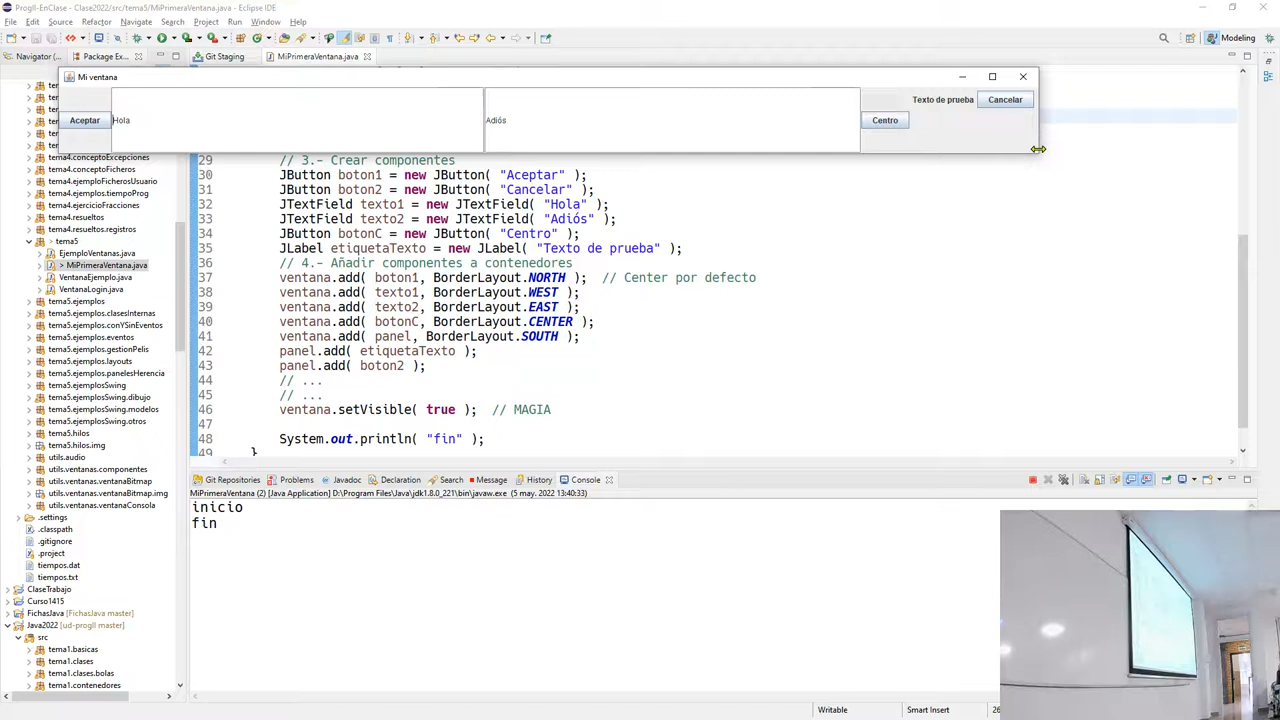 ProgII-EnClase - Clase2022/src/tema5/MiPrimeraVentana.java - Eclipse IDE
File Edit Source Refactor Navigate Search Project Run Window Help
Modeling
Navigator (... Package Ex... Git Staging MiPrimeraVentana.java
Mi ventana
Aceptar Hola Adiós Centro Texto de prueba Cancelar
tema4.conceptoExcepciones
tema4.conceptoFicheros
tema4.ejemploFicherosUsuario
tema4.ejemplos.tiempoProg
tema4.ejercicioFracciones
tema4.resueltos
tema4.resueltos.registros
> tema5
EjemploVentanas.java
> MiPrimeraVentana.java
VentanaEjemplo.java
VentanaLogin.java
tema5.ejemplos
tema5.ejemplos.clasesInternas
tema5.ejemplos.conYSinEventos
tema5.ejemplos.eventos
tema5.ejemplos.gestionPelis
tema5.ejemplos.layouts
tema5.ejemplos.panelesHerencia
tema5.ejemplosSwing
tema5.ejemplosSwing.dibujo
tema5.ejemplosSwing.modelos
tema5.ejemplosSwing.otros
tema5.hilos
tema5.hilos.img
utils.audio
utils.ventanas.componentes
utils.ventanas.ventanaBitmap
utils.ventanas.ventanaBitmap.img
utils.ventanas.ventanaConsola
.settings
.classpath
.gitignore
.project
tiempos.dat
tiempos.txt
ClaseTrabajo
Curso1415
FichasJava [FichasJava master]
Java2022 [ud-progII master]
src
tema1.basicas
tema1.clases
tema1.clases.bolas
tema1.contenedores
29 // 3.- Crear componentes
30 JButton boton1 = new JButton( "Aceptar" );
31 JButton boton2 = new JButton( "Cancelar" );
32 JTextField texto1 = new JTextField( "Hola" );
33 JTextField texto2 = new JTextField( "Adiós" );
34 JButton botonC = new JButton( "Centro" );
35 JLabel etiquetaTexto = new JLabel( "Texto de prueba" );
36 // 4.- Añadir componentes a contenedores
37 ventana.add( boton1, BorderLayout.NORTH ); // Center por defecto
38 ventana.add( texto1, BorderLayout.WEST );
39 ventana.add( texto2, BorderLayout.EAST );
40 ventana.add( botonC, BorderLayout.CENTER );
41 ventana.add( panel, BorderLayout.SOUTH );
42 panel.add( etiquetaTexto );
43 panel.add( boton2 );
44 // ...
45 // ...
46 ventana.setVisible( true ); // MAGIA
47
48 System.out.println( "fin" );
49 }
Git Repositories Problems Javadoc Declaration Search Message History Console
MiPrimeraVentana (2) [Java Application] D:\Program Files\Java\jdk1.8.0_221\bin\javaw.exe (5 may. 2022 13:40:33)
inicio
fin
Writable Smart Insert